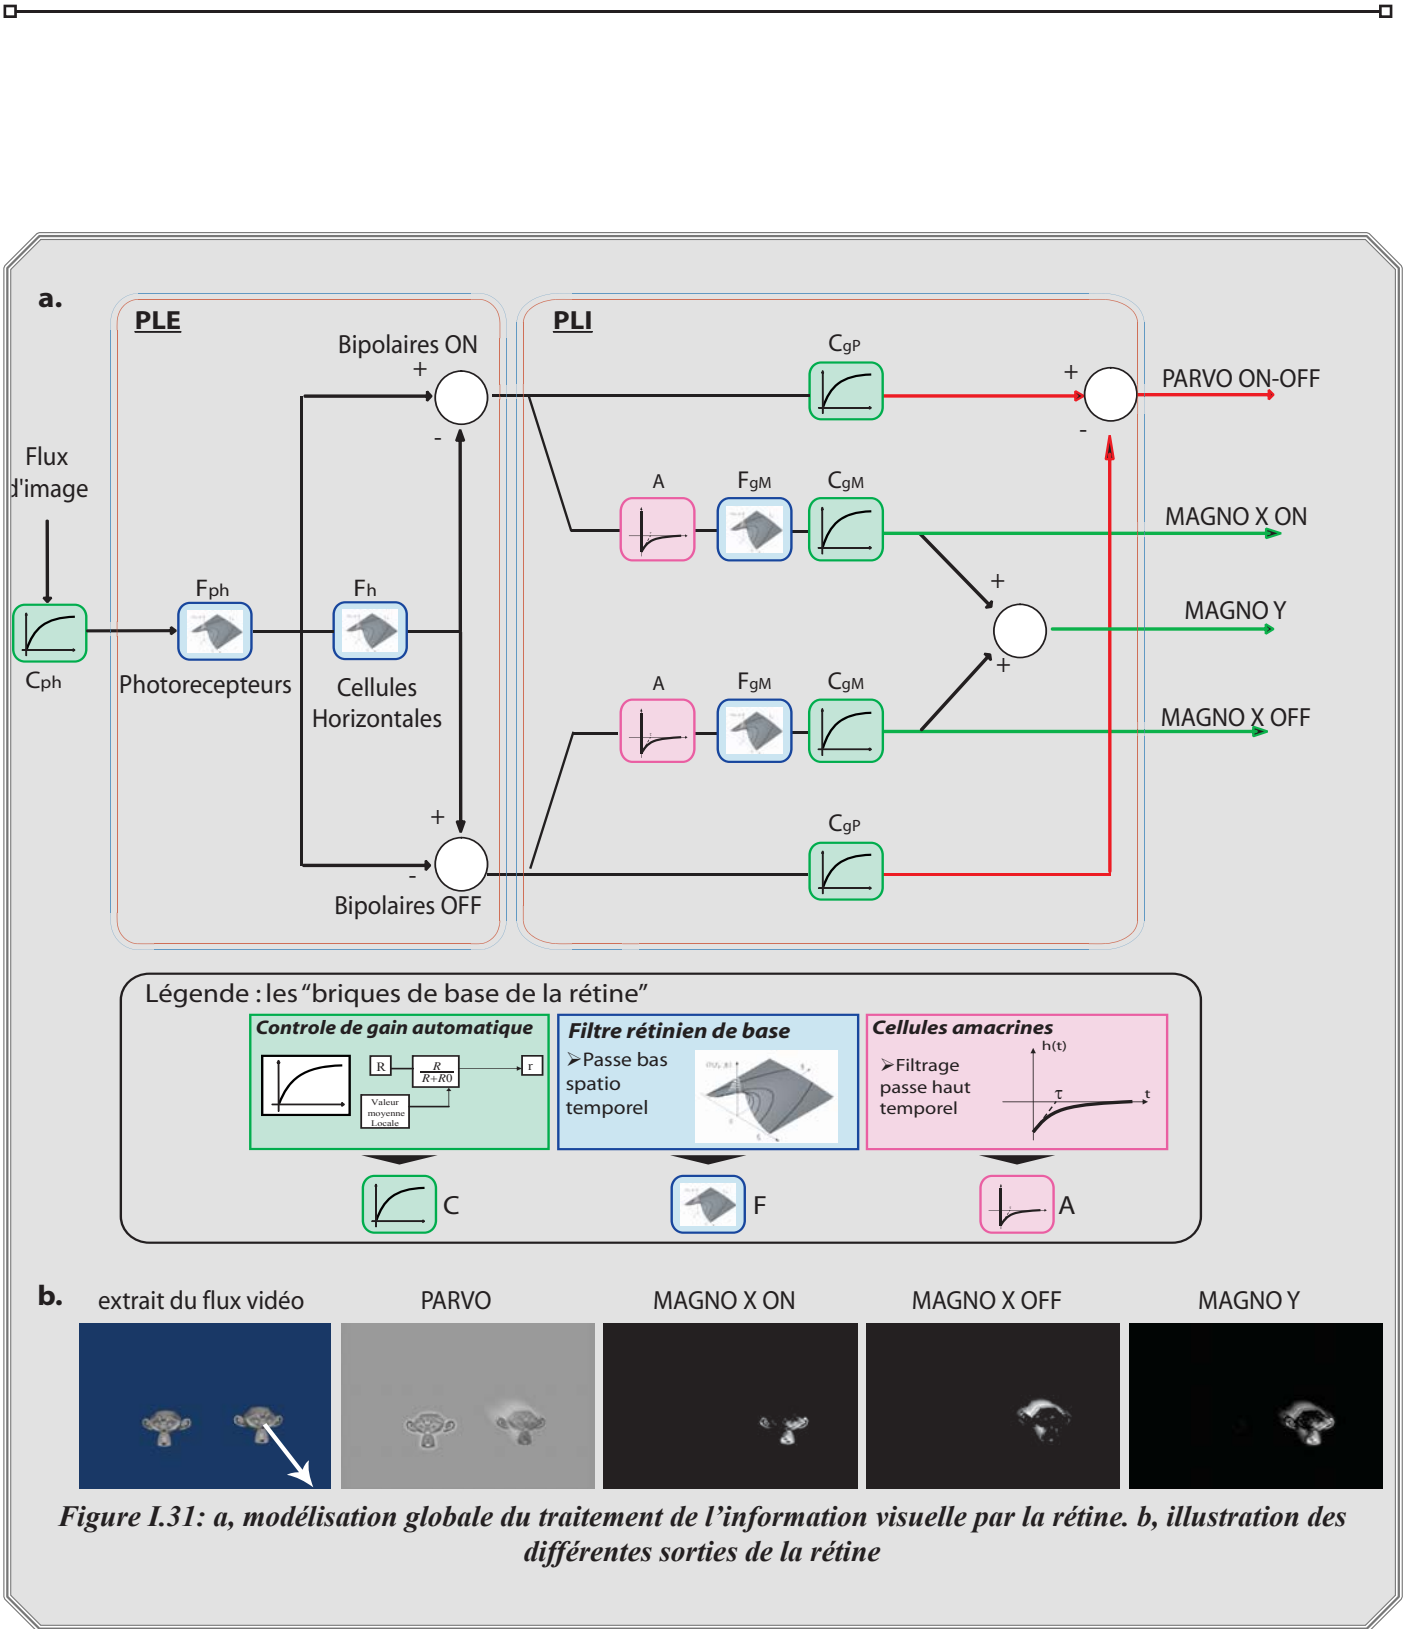 a.
PLE
PLI
Bipolaires ON
+
-
CgP
+
-
PARVO ON-OFF
Flux
d'image
A
FgM
CgM
MAGNO X ON
Cph
Fph
Photorecepteurs
Fh
Cellules
Horizontales
+
+
MAGNO Y
A
FgM
CgM
MAGNO X OFF
+
-
Bipolaires OFF
CgP
Légende : les “briques de base de la rétine”
Controle de gain automatique
R
R
R+R0
r
Valeur
moyenne
Locale
C
Filtre rétinien de base
➢Passe bas
spatio
temporel
F
Cellules amacrines
➢Filtrage
passe haut
temporel
h(t)
τ
t
A
b.
extrait du flux vidéo
PARVO
MAGNO X ON
MAGNO X OFF
MAGNO Y
Figure I.31: a, modélisation globale du traitement de l’information visuelle par la rétine. b, illustration des
différentes sorties de la rétine